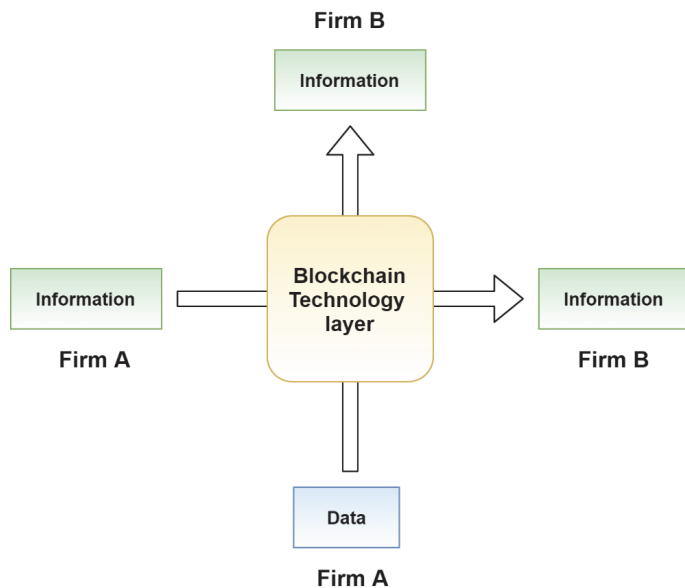 Firm B
Information
Information
Firm A
Blockchain
Technology
layer
Information
Firm B
Data
Firm A